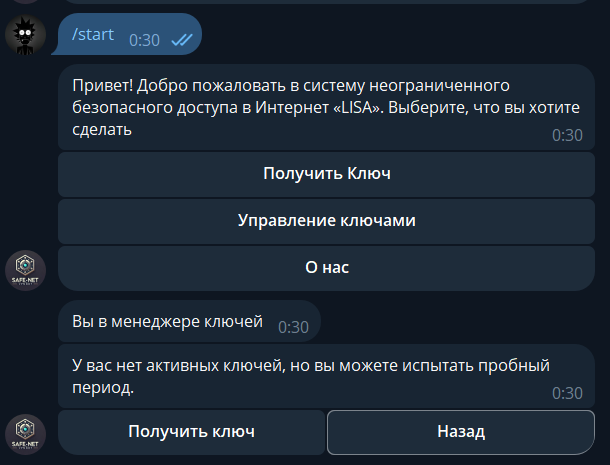 /start 0:30
Привет! Добро пожаловать в систему неограниченного
безопасного доступа в Интернет «LISA». Выберите, что вы хотите
сделать 0:30
Получить Ключ
Управление ключами
О нас
SAFE-NET
Вы в менеджере ключей 0:30
У вас нет активных ключей, но вы можете испытать пробный
период. 0:30
Получить ключ Назад
SAFE-NET